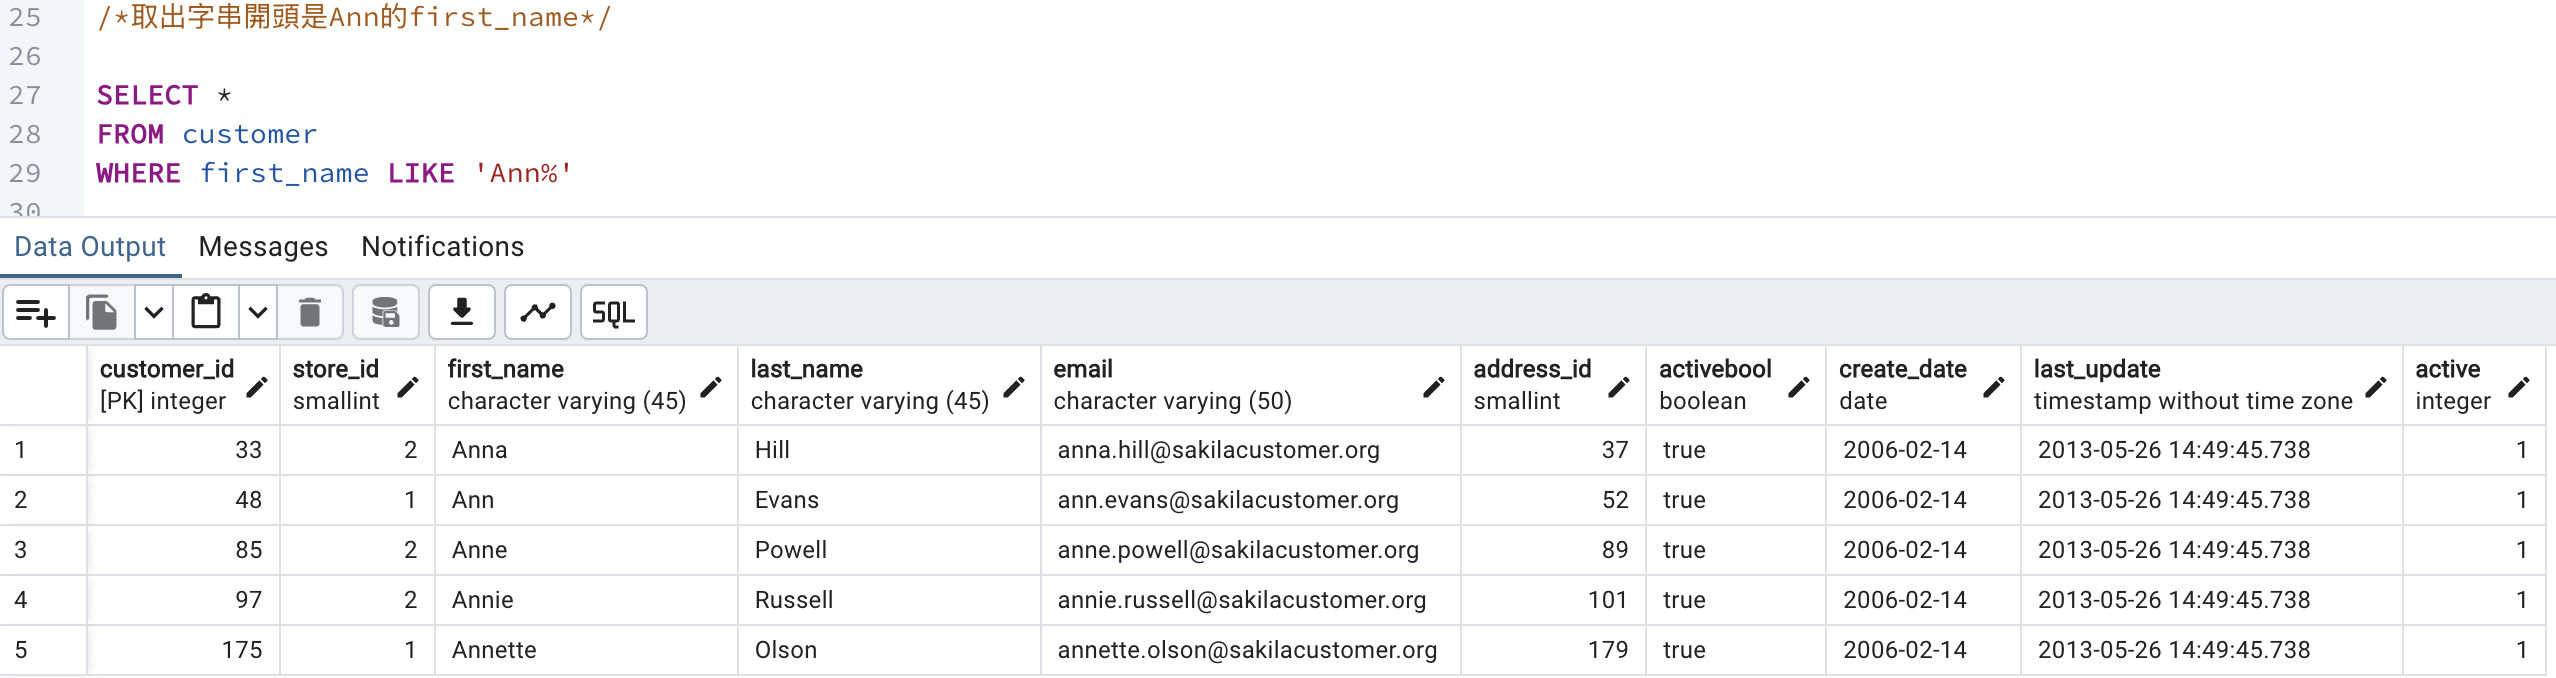 25 /*取出字串開頭是Ann的first_name*/
26
27 SELECT *
28 FROM customer
29 WHERE first_name LIKE 'Ann%'
30
Data Output Messages Notifications
SQL
customer_id store_id first_name last_name email address_id activebool create_date last_update active
[PK] integer smallint character varying (45) character varying (45) character varying (50) smallint boolean date timestamp without time zone integer
1 33 2 Anna Hill anna.hill@sakilacustomer.org 37 true 2006-02-14 2013-05-26 14:49:45.738 1
2 48 1 Ann Evans ann.evans@sakilacustomer.org 52 true 2006-02-14 2013-05-26 14:49:45.738 1
3 85 2 Anne Powell anne.powell@sakilacustomer.org 89 true 2006-02-14 2013-05-26 14:49:45.738 1
4 97 2 Annie Russell annie.russell@sakilacustomer.org 101 true 2006-02-14 2013-05-26 14:49:45.738 1
5 175 1 Annette Olson annette.olson@sakilacustomer.org 179 true 2006-02-14 2013-05-26 14:49:45.738 1